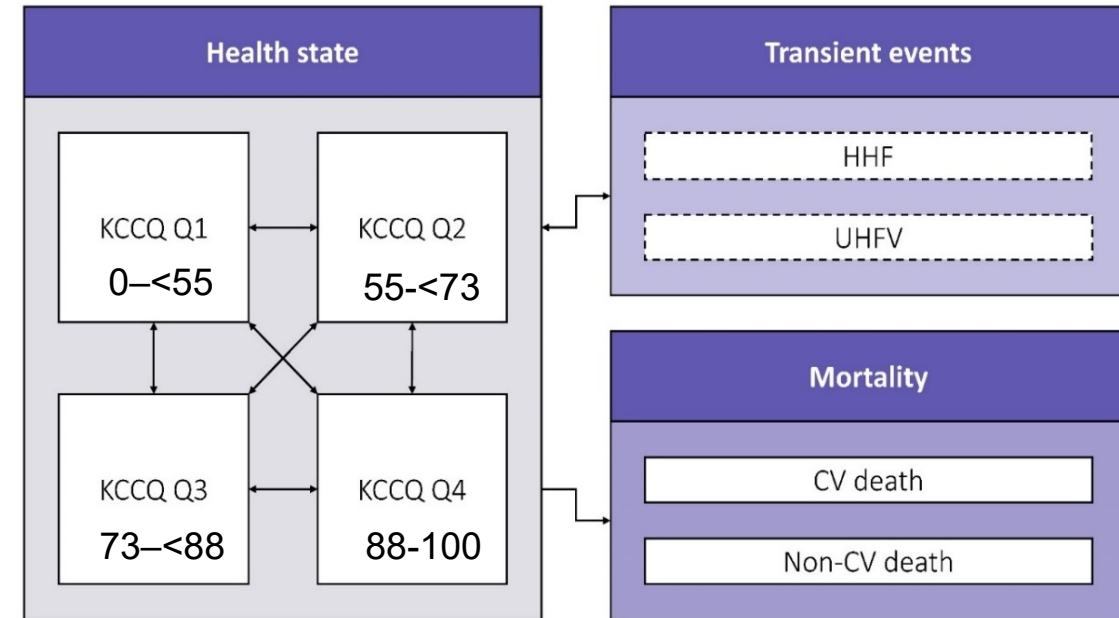 Health state
KCCQ Q1
0–<55
KCCQ Q2
55-<73
KCCQ Q3
73–<88
KCCQ Q4
88-100
Transient events
HHF
UHFV
Mortality
CV death
Non-CV death